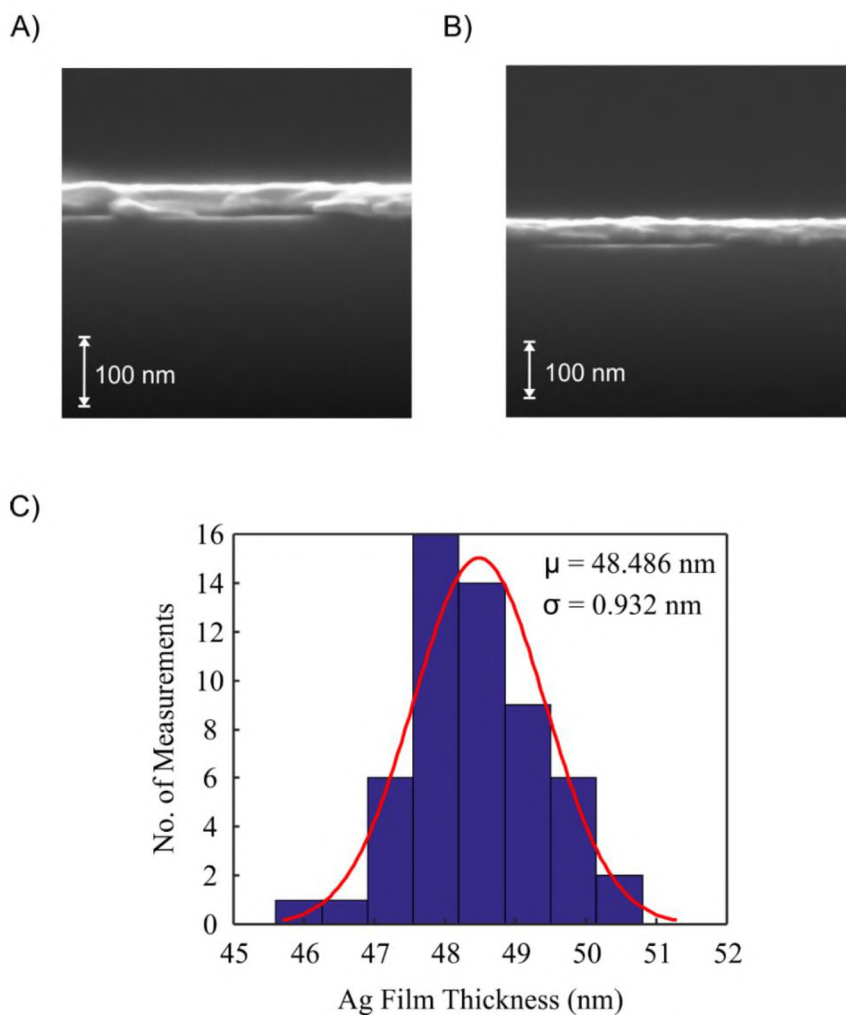 A)
B)
100 nm
100 nm
C)
16
14
12
10
8
6
4
2
0
No. of Measurements
μ = 48.486 nm
σ = 0.932 nm
45 46 47 48 49 50 51 52
Ag Film Thickness (nm)